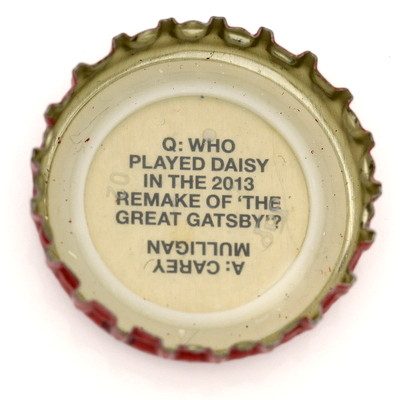 Q: WHO
PLAYED DAISY
IN THE 2013
REMAKE OF 'THE
GREAT GATSBY'?
A: CAREY
MULLIGAN